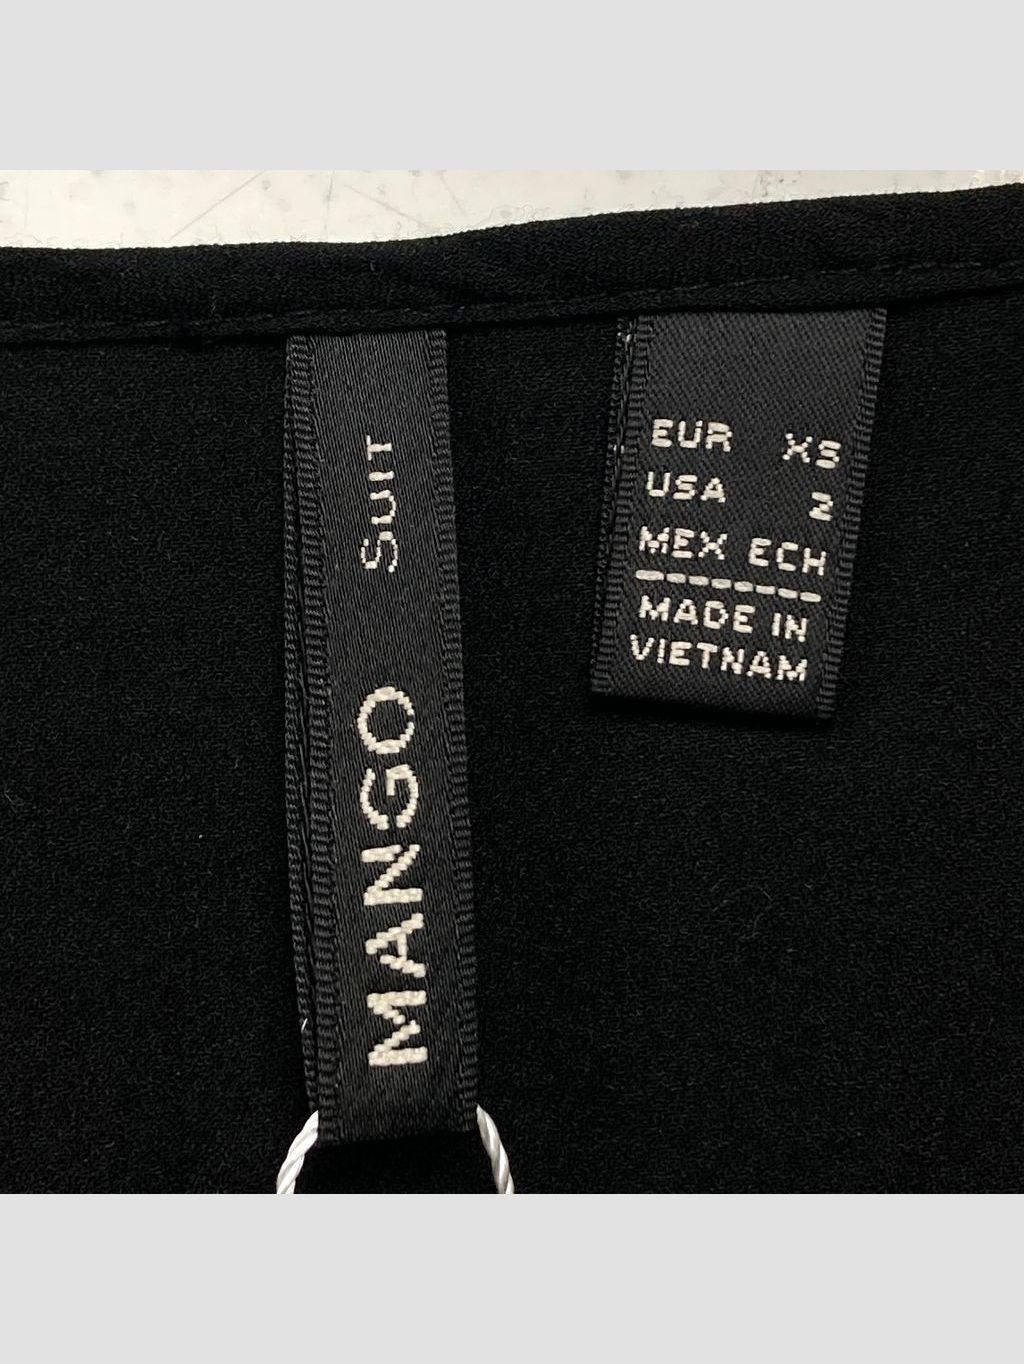 MANGO Suit
EUR XS
USA 2
MEX ECH
MADE IN
VIETNAM